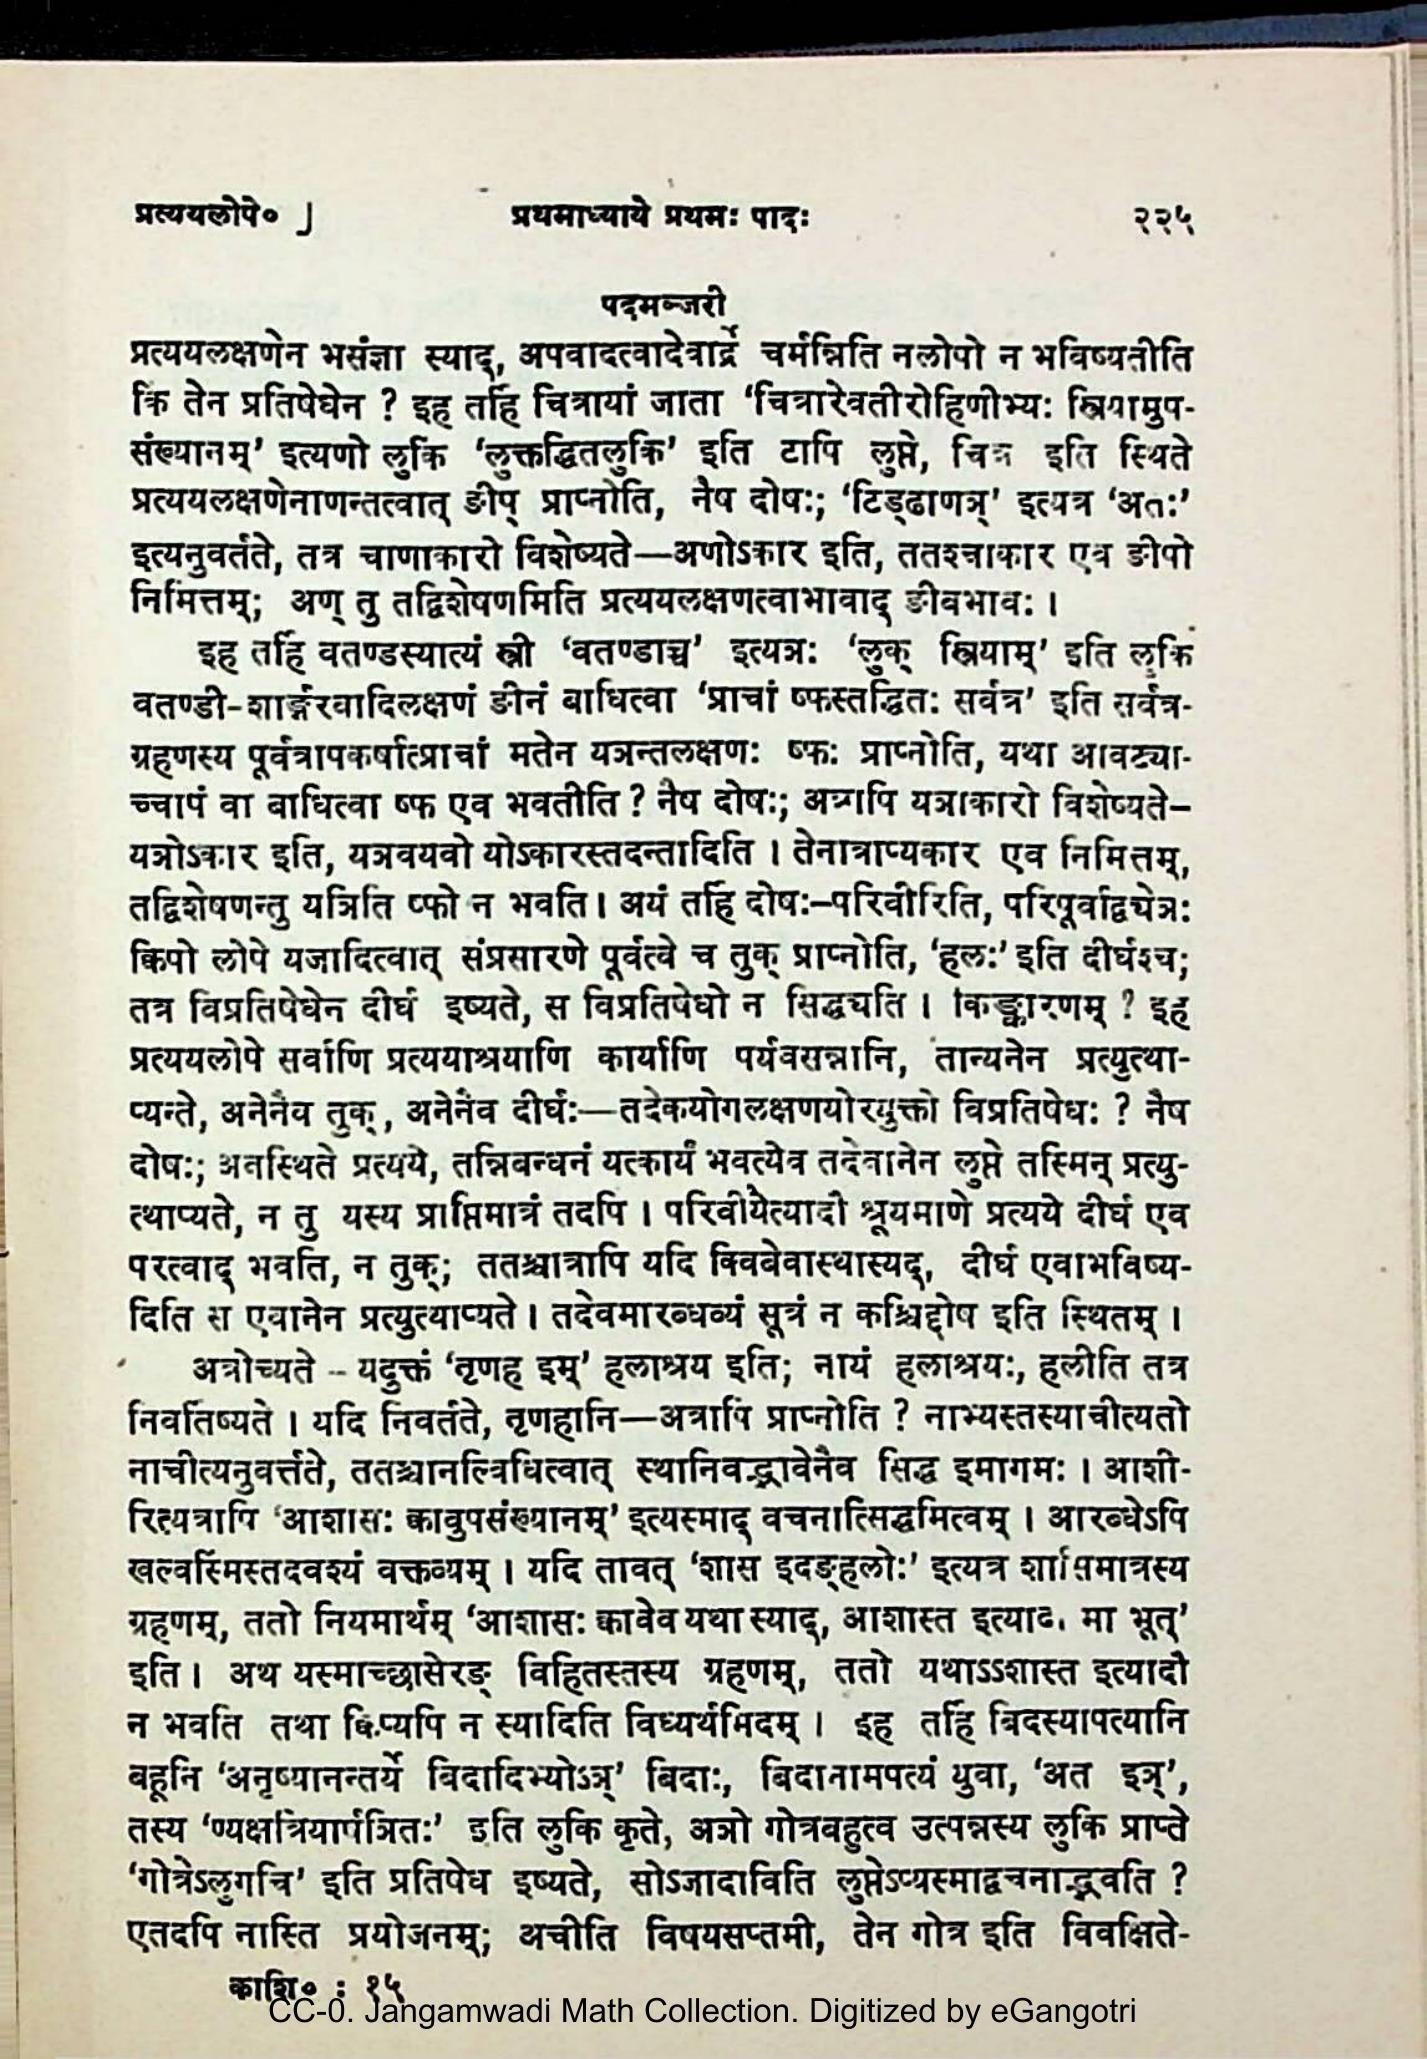 प्रत्ययलोपे० ] प्रथमाध्याये प्रथमः पादः २२५
पदमञ्जरी
प्रत्ययलक्षणेन भसंज्ञा स्याद्, अपवादत्वादेवार्द्रे चर्मन्निति नलोपो न भविष्यतीति
किं तेन प्रतिषेधेन ? इह तर्हि चित्रायां जाता 'चित्रारेवतीरोहिणीभ्यः स्त्रियामुप-
संख्यानम्' इत्यणो लुकि 'लुक्तद्धितलुकि' इति टापि लुप्ते, चित्र इति स्थिते
प्रत्ययलक्षणेनाणन्तत्वात् ङीप् प्राप्नोति, नैष दोषः; 'टिड्ढाणञ्' इत्यत्र 'अतः'
इत्यनुवर्तते, तत्र चाणाकारो विशेष्यते—अणोऽकार इति, ततश्चाकार एव ङीपो
निमित्तम्; अण् तु तद्विशेषणमिति प्रत्ययलक्षणत्वाभावाद् ङीबभावः ।
इह तर्हि वतण्डस्यात्यं स्त्री 'वतण्डाच्च' इत्यञः 'लुक् स्त्रियाम्' इति लुकि
वतण्डी-शार्ङ्गरवादिलक्षणं ङीनं बाधित्वा 'प्राचां ष्फस्तद्धितः सर्वत्र' इति सर्वत्र-
ग्रहणस्य पूर्वत्रापकर्षात्प्राचां मतेन यञन्तलक्षणः ष्फः प्राप्नोति, यथा आवट्या-
च्चापं वा बाधित्वा ष्फ एव भवतीति ? नैष दोषः; अत्रापि यञाकारो विशेष्यते–
यञोऽकार इति, यञवयवो योऽकारस्तदन्तादिति । तेनात्राप्यकार एव निमित्तम्,
तद्विशेषणन्तु यञिति ष्फो न भवति । अयं तर्हि दोषः–परिवीरिति, परिपूर्वाद्व्येञः
क्विपो लोपे यजादित्वात् संप्रसारणे पूर्वत्वे च तुक् प्राप्नोति, 'हलः' इति दीर्घश्च;
तत्र विप्रतिषेधेन दीर्घ इष्यते, स विप्रतिषेधो न सिद्ध्यति । किङ्कारणम् ? इह
प्रत्ययलोपे सर्वाणि प्रत्ययाश्रयाणि कार्याणि पर्यवसन्नानि, तान्यनेन प्रत्युत्था-
प्यन्ते, अनेनैव तुक्, अनेनैव दीर्घः—तदेकयोगलक्षणयोरयुक्तो विप्रतिषेधः ? नैष
दोषः; अवस्थिते प्रत्यये, तन्निबन्धनं यत्कार्यं भवत्येव तदेवानेन लुप्ते तस्मिन् प्रत्यु-
त्थाप्यते, न तु यस्य प्राप्तिमात्रं तदपि । परिवीयेत्यादौ श्रूयमाणे प्रत्यये दीर्घ एव
परत्वाद् भवति, न तुक्; ततश्चात्रापि यदि क्विबेवास्थास्यद्, दीर्घ एवाभविष्य-
दिति स एवानेन प्रत्युत्थाप्यते । तदेवमारब्धव्यं सूत्रं न कश्चिद्दोष इति स्थितम् ।
अत्रोच्यते -- यदुक्तं 'तृणह इम्' हलाश्रय इति; नायं हलाश्रयः, हलीति तत्र
निवर्तिष्यते । यदि निवर्तते, तृणहानि—अत्रापि प्राप्नोति ? नाभ्यस्तस्याचीत्यतो
नाचीत्यनुवर्त्तते, ततश्चानल्विधित्वात् स्थानिवद्भावेनैव सिद्ध इमागमः । आशी-
रित्यत्रापि 'आशासः क्वावुपसंख्यानम्' इत्यस्माद् वचनात्सिद्धमित्वम् । आरब्धेऽपि
खल्वस्मिंस्तदवश्यं वक्तव्यम् । यदि तावत् 'शास इदङ्हलोः' इत्यत्र शासिमात्रस्य
ग्रहणम्, ततो नियमार्थम् 'आशासः क्वावेव यथा स्याद्, आशास्त इत्यादौ मा भूत्'
इति । अथ यस्माच्छासेरङ् विहितस्तस्य ग्रहणम्, ततो यथाऽऽशास्त इत्यादौ
न भवति तथा क्विप्यपि न स्यादिति विध्यर्थमिदम् । इह तर्हि बिदस्यापत्यानि
बहूनि 'अनृष्यानन्तर्ये बिदादिभ्योऽञ्' बिदाः, बिदानामपत्यं युवा, 'अत इञ्',
तस्य 'ण्यक्षत्रियार्षञितः' इति लुकि कृते, अञो गोत्रबहुत्व उत्पन्नस्य लुकि प्राप्ते
'गोत्रेऽलुगचि' इति प्रतिषेध इष्यते, सोऽजादाविति लुप्तेऽप्यस्माद्वचनाद्भवति ?
एतदपि नास्ति प्रयोजनम्; अचीति विषयसप्तमी, तेन गोत्र इति विवक्षिते-
काशि० : १५
CC-0. Jangamwadi Math Collection. Digitized by eGangotri